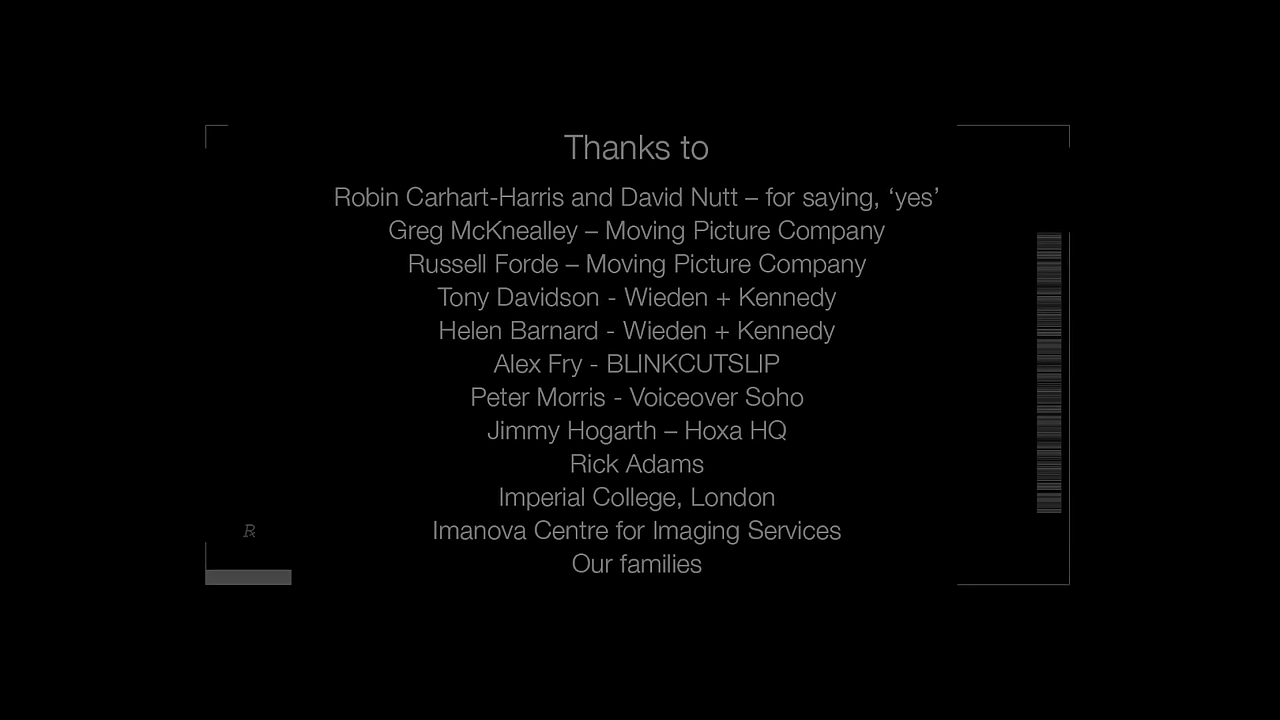 Thanks to
Robin Carhart-Harris and David Nutt – for saying, ‘yes’
Greg McKnealley – Moving Picture Company
Russell Forde – Moving Picture Company
Tony Davidson - Wieden + Kennedy
Helen Barnard - Wieden + Kennedy
Alex Fry - BLINKCUTSLIP
Peter Morris - Voiceover Soho
Jimmy Hogarth – Hoxa HQ
Rick Adams
Imperial College, London
Imanova Centre for Imaging Services
℞
Our families